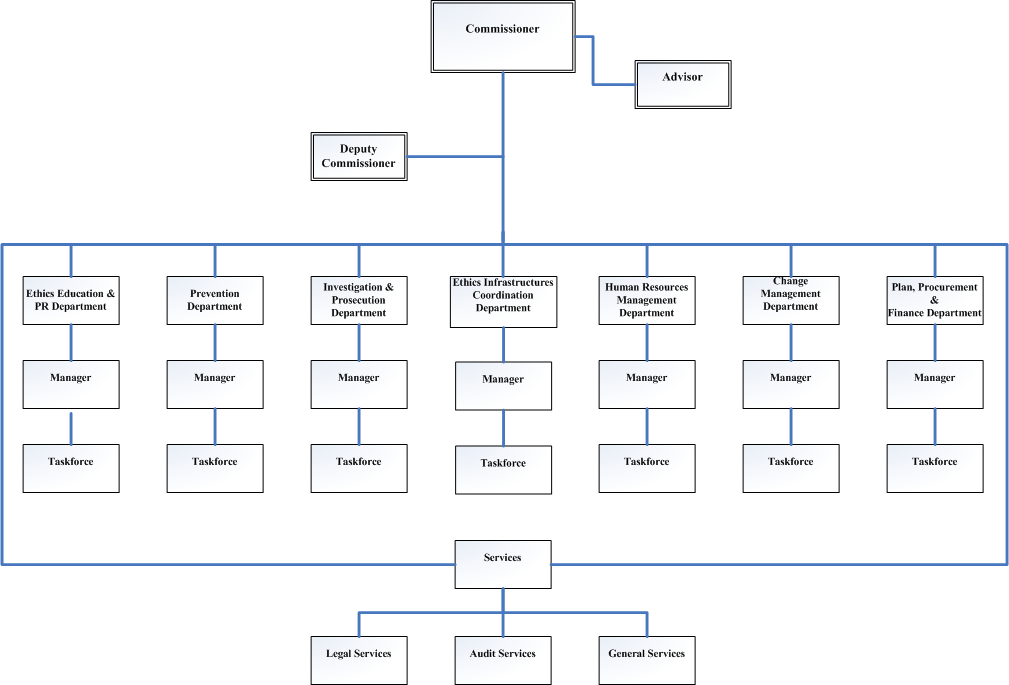 Commissioner
Advisor
Deputy
Commissioner
Ethics Education &
PR Department
Prevention
Department
Investigation &
Prosecution
Department
Ethics Infrastructures
Coordination
Department
Human Resources
Management
Department
Change
Management
Department
Plan, Procurement
&
Finance Department
Manager
Manager
Manager
Manager
Manager
Manager
Manager
Taskforce
Taskforce
Taskforce
Taskforce
Taskforce
Taskforce
Taskforce
Services
Legal Services
Audit Services
General Services